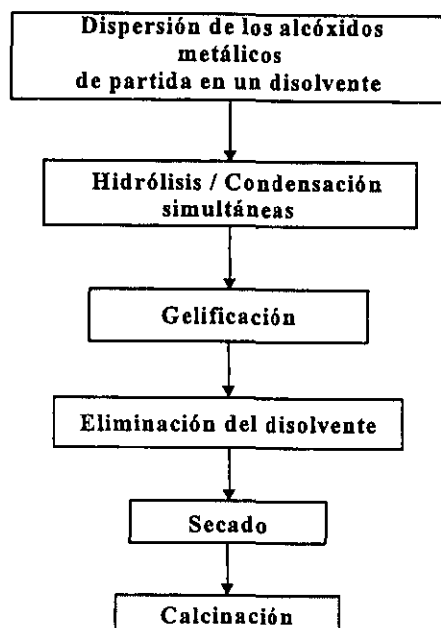 Dispersión de los alcóxidos
metálicos
de partida en un disolvente
Hidrólisis / Condensación
simultáneas
Gelificación
Eliminación del disolvente
Secado
Calcinación